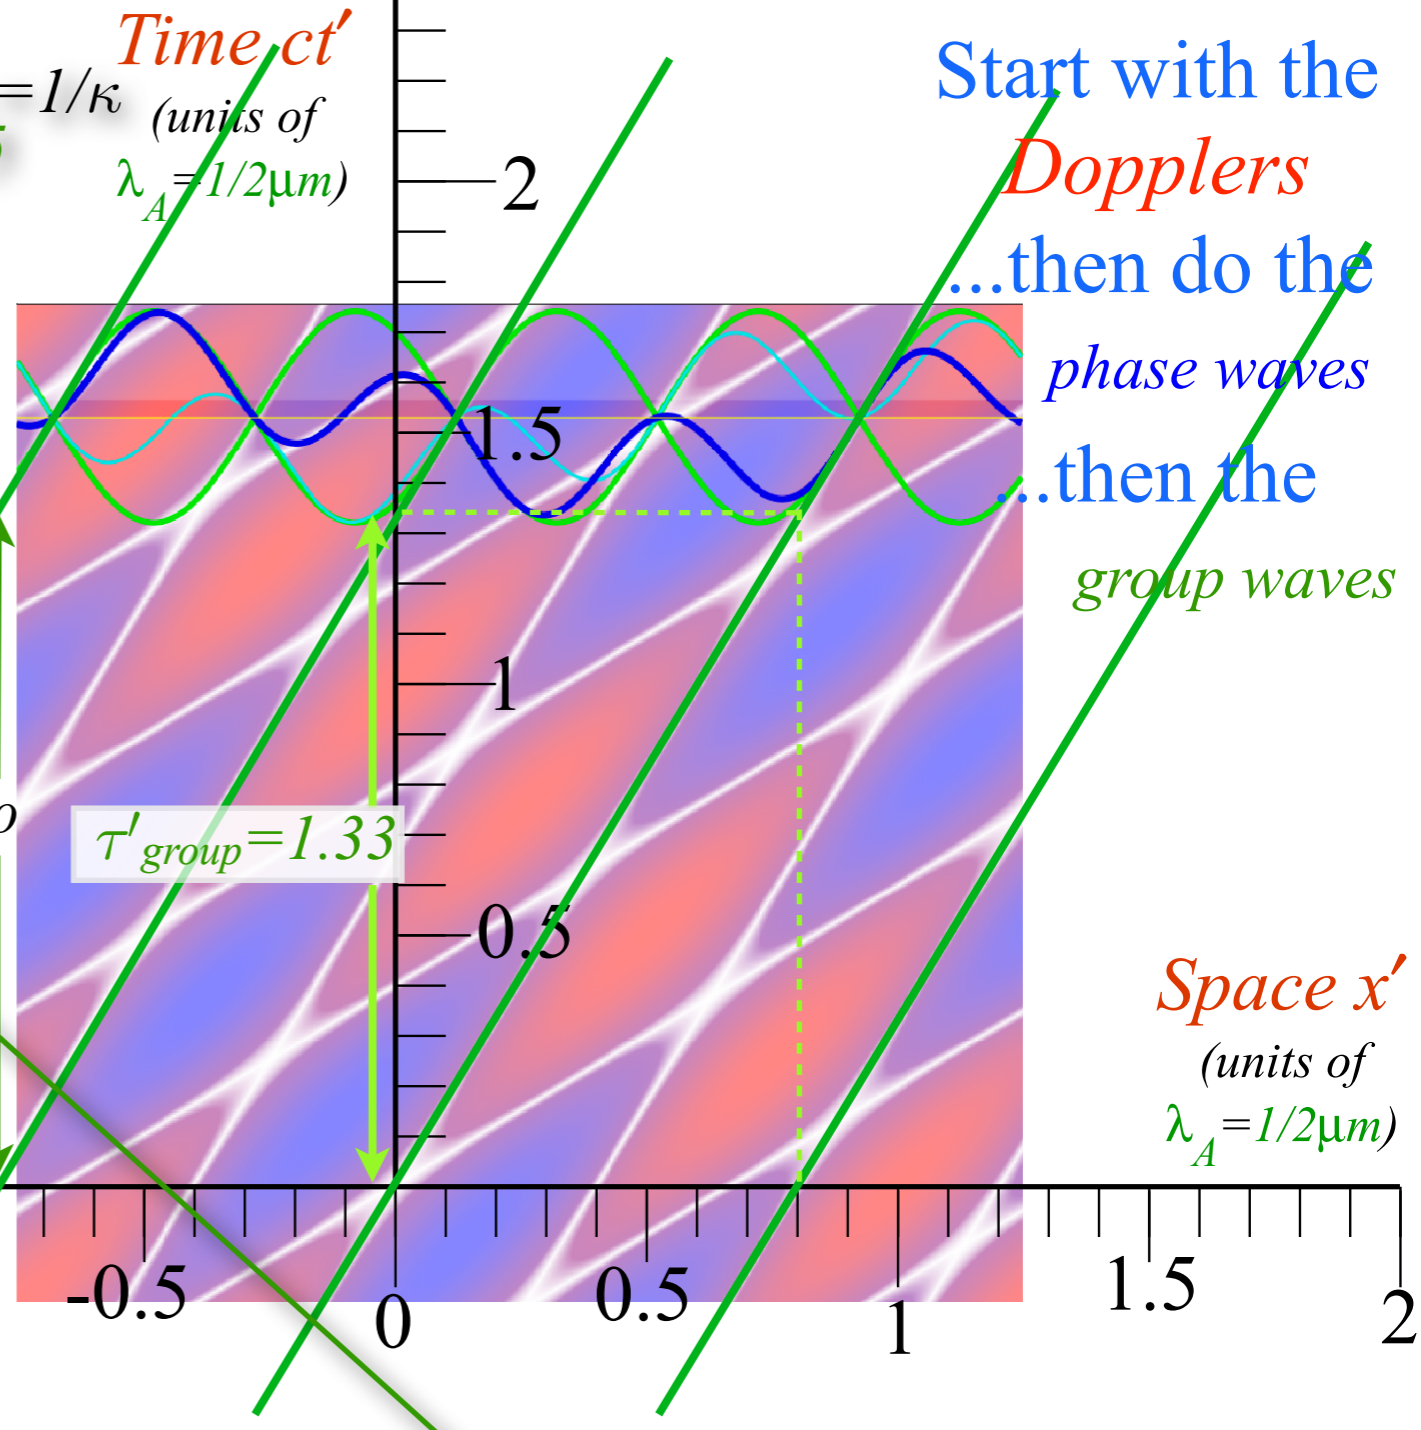 Time ct′
=1/κ
(units of
λA=1/2μm)
Start with the
Dopplers
...then do the
phase waves
...then the
group waves
2
1.5
1
0.5
τ′group=1.33
Space x′
(units of
λA=1/2μm)
-0.5
0
0.5
1
1.5
2